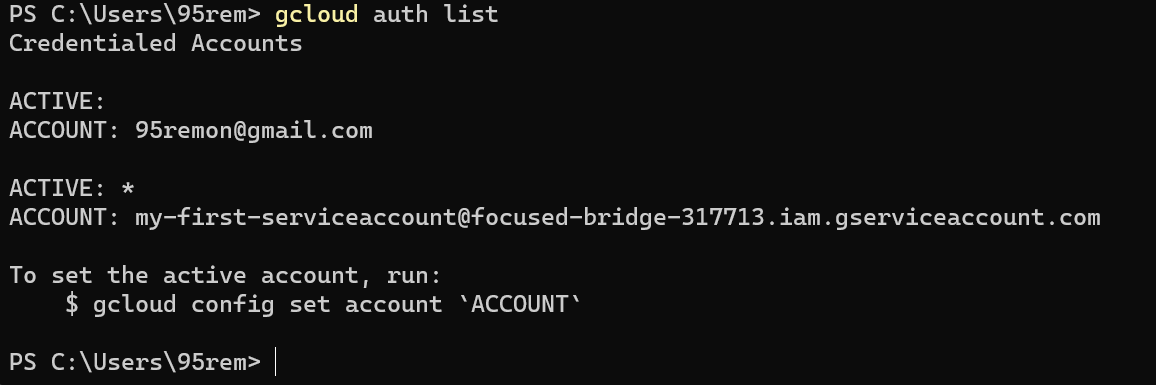 PS C:\Users\95rem> gcloud auth list
Credentialed Accounts
ACTIVE:
ACCOUNT: 95remon@gmail.com
ACTIVE: *
ACCOUNT: my-first-serviceaccount@focused-bridge-317713.iam.gserviceaccount.com
To set the active account, run:
    $ gcloud config set account `ACCOUNT`
PS C:\Users\95rem>